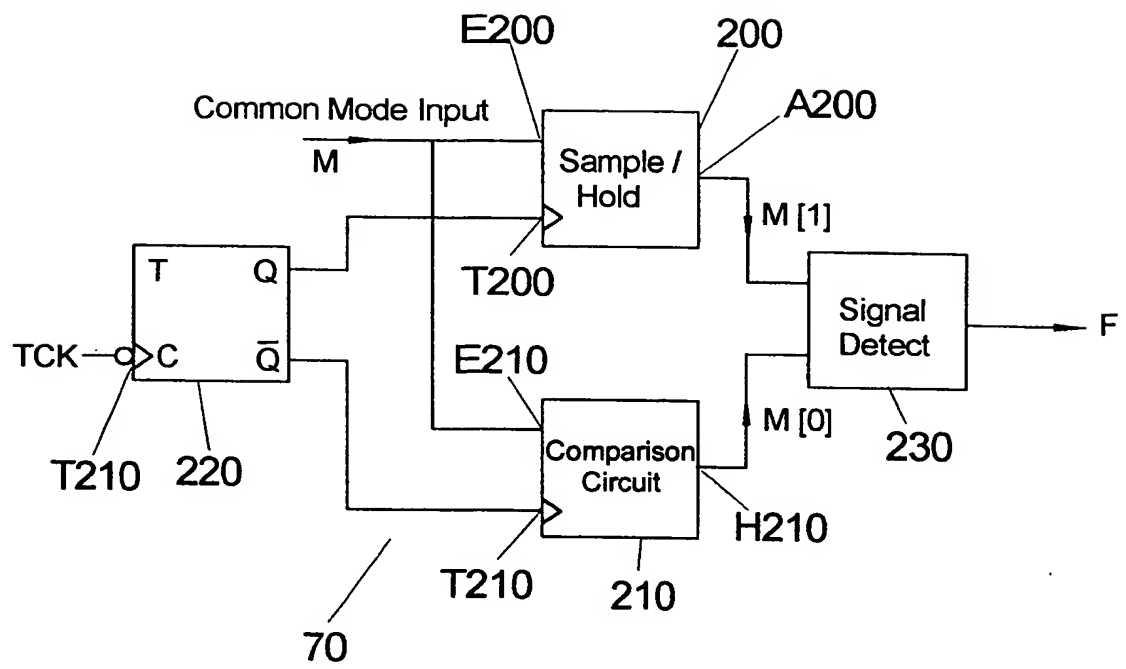 E200
200
Common Mode Input
A200
M
Sample /
Hold
M [1]
T200
T
Q
Signal
Detect
F
TCK
C
Q̅
E210
M [0]
230
T210
220
Comparison
Circuit
H210
T210
210
70